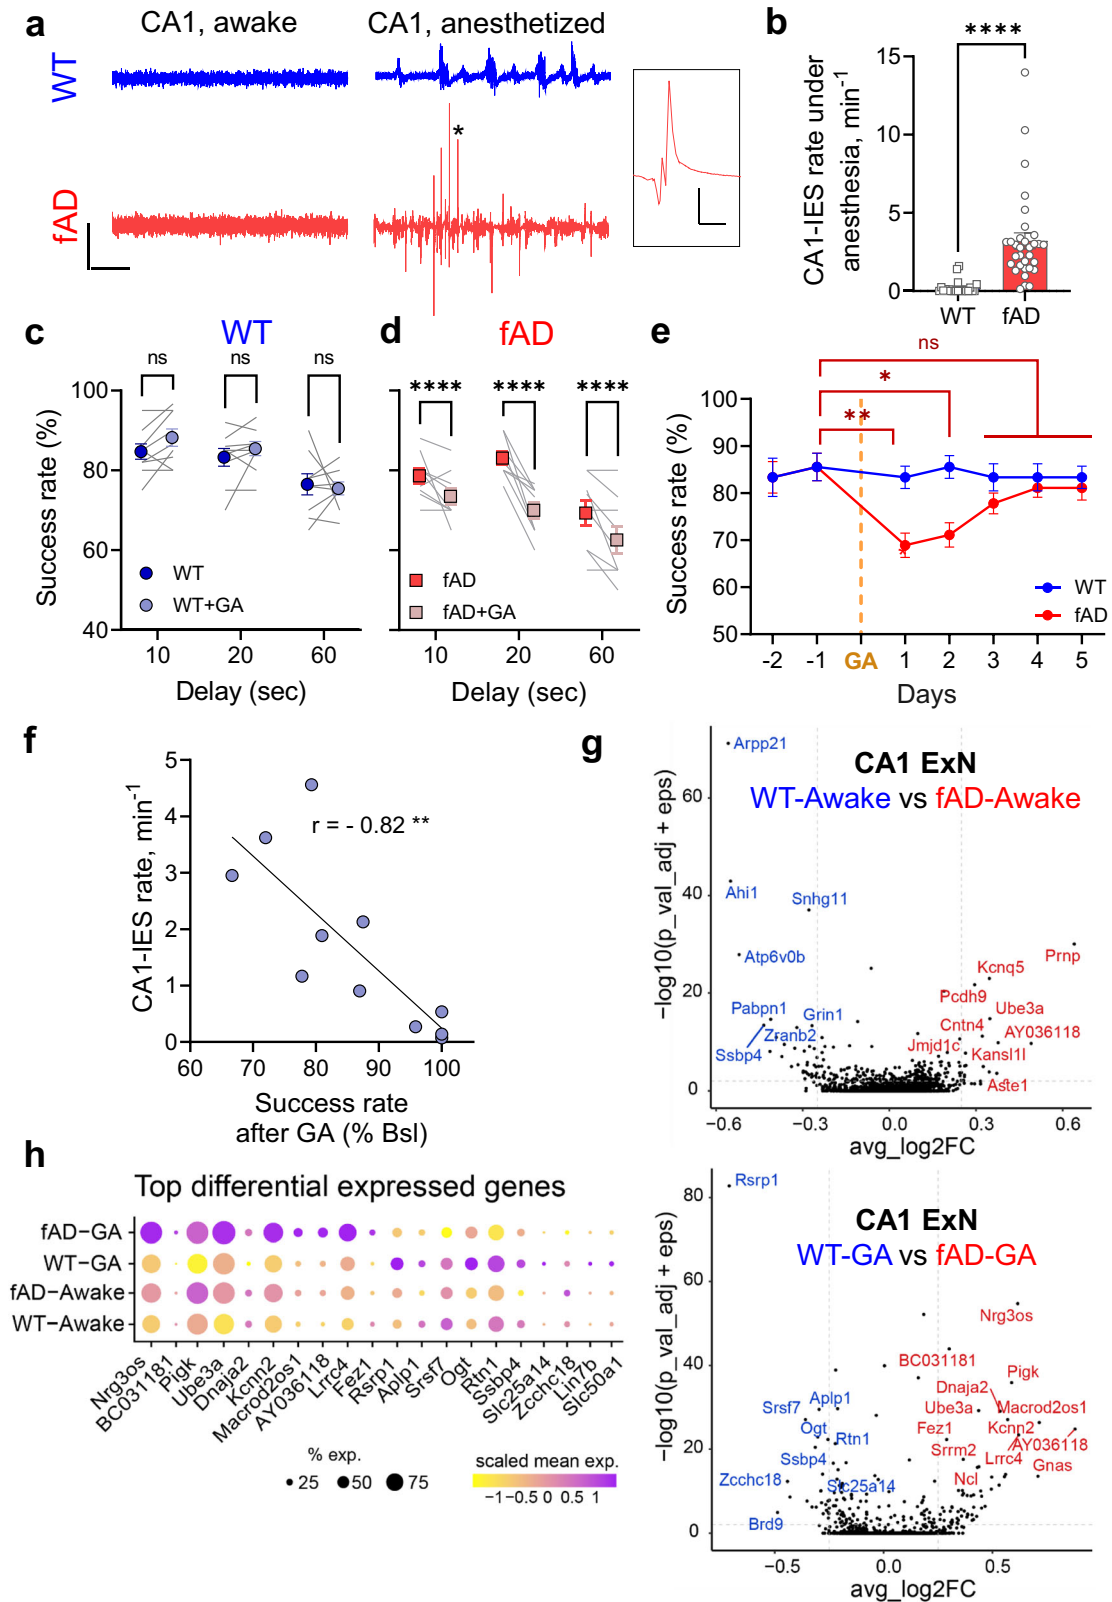 a
CA1, awake
CA1, anesthetized
WT
fAD
*
b
****
CA1-IES rate under
anesthesia, min-1
15
10
5
0
WT
fAD
c
WT
ns
ns
ns
Success rate (%)
100
80
60
40
WT
WT+GA
10
20
60
Delay (sec)
d
fAD
****
****
****
fAD
fAD+GA
10
20
60
Delay (sec)
e
ns
*
**
Success rate (%)
100
90
80
70
60
50
WT
fAD
-2
-1
GA
1
2
3
4
5
Days
f
CA1-IES rate, min-1
5
4
3
2
1
0
r = - 0.82 **
60
70
80
90
100
Success rate
after GA (% Bsl)
g
CA1 ExN
WT-Awake vs fAD-Awake
−log10(p_val_adj + eps)
60
40
20
0
Arpp21
Ahi1
Snhg11
Atp6v0b
Prnp
Kcnq5
Pcdh9
Pabpn1
Grin1
Ube3a
Zranb2
Cntn4
AY036118
Ssbp4
Jmjd1c
Kansl1l
Aste1
−0.6
−0.3
0.0
0.3
0.6
avg_log2FC
CA1 ExN
WT-GA vs fAD-GA
−log10(p_val_adj + eps)
80
60
40
20
0
Rsrp1
Nrg3os
BC031181
Pigk
Dnaja2
Aplp1
Srsf7
Ube3a
Macrod2os1
Ogt
Rtn1
Fez1
Kcnn2
AY036118
Srrm2
Lrrc4
Ssbp4
Gnas
Zcchc18
Slc25a14
Ncl
Brd9
−0.5
0.0
0.5
avg_log2FC
h
Top differential expressed genes
fAD−GA
WT−GA
fAD−Awake
WT−Awake
Nrg3os
BC031181
Pigk
Ube3a
Dnaja2
Kcnn2
Macrod2os1
AY036118
Lrrc4
Fez1
Rsrp1
Aplp1
Srsf7
Ogt
Rtn1
Ssbp4
Slc25a14
Zcchc18
Lin7b
Slc50a1
% exp.
25
50
75
scaled mean exp.
−1
−0.5
0
0.5
1